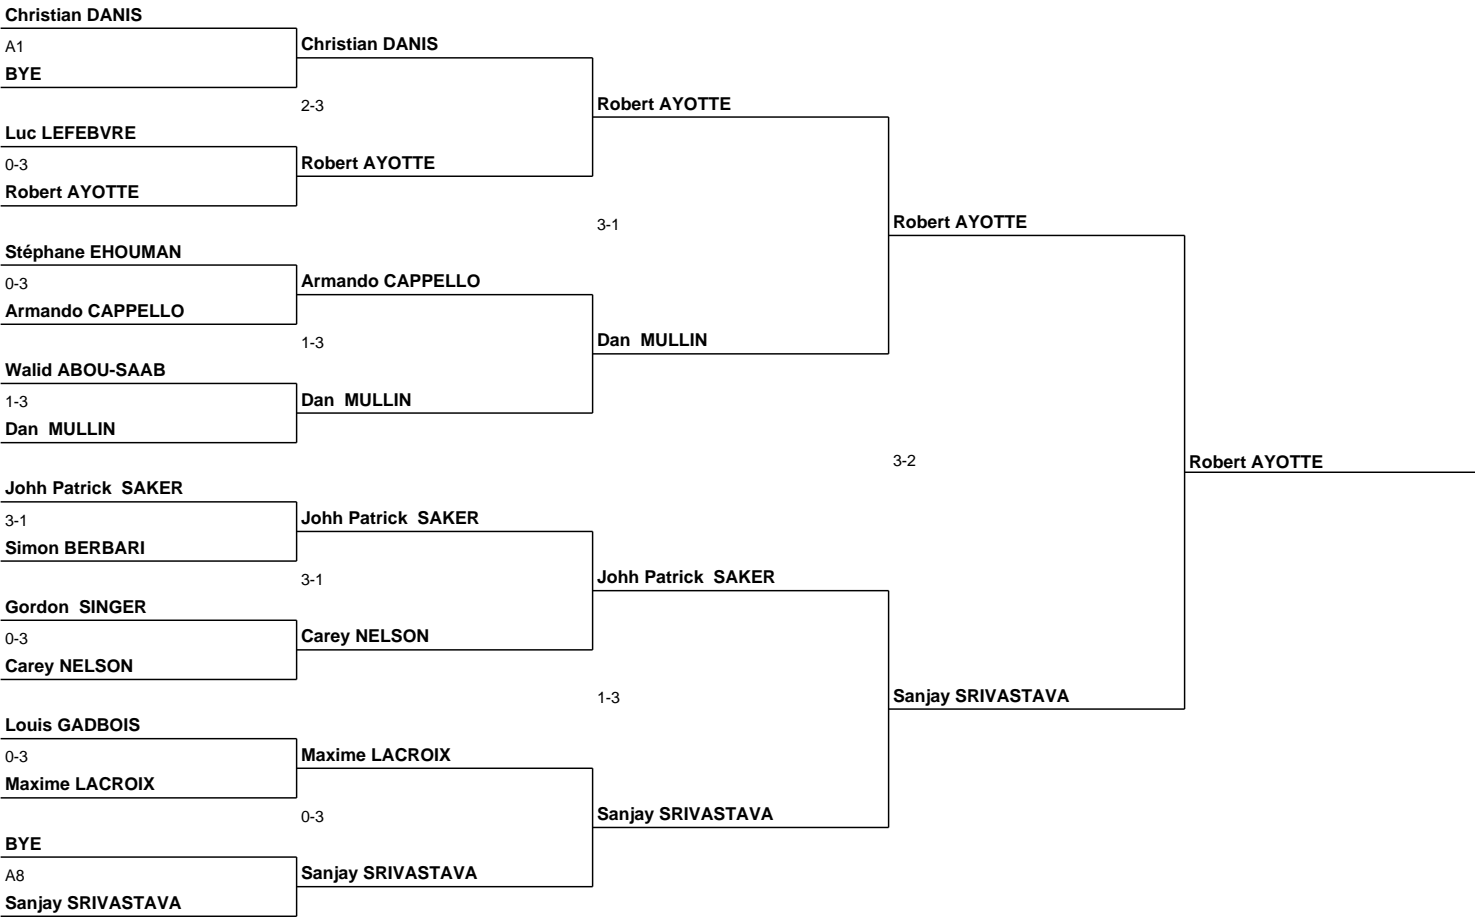 Christian DANIS
A1
BYE
Luc LEFEBVRE
0-3
Robert AYOTTE
Stéphane EHOUMAN
0-3
Armando CAPPELLO
Walid ABOU-SAAB
1-3
Dan  MULLIN
Johh Patrick  SAKER
3-1
Simon BERBARI
Gordon  SINGER
0-3
Carey NELSON
Louis GADBOIS
0-3
Maxime LACROIX
BYE
A8
Sanjay SRIVASTAVA
Christian DANIS
2-3
Robert AYOTTE
Armando CAPPELLO
1-3
Dan  MULLIN
Johh Patrick  SAKER
3-1
Carey NELSON
Maxime LACROIX
0-3
Sanjay SRIVASTAVA
Robert AYOTTE
3-1
Dan  MULLIN
Johh Patrick  SAKER
1-3
Sanjay SRIVASTAVA
Robert AYOTTE
3-2
Sanjay SRIVASTAVA
Robert AYOTTE